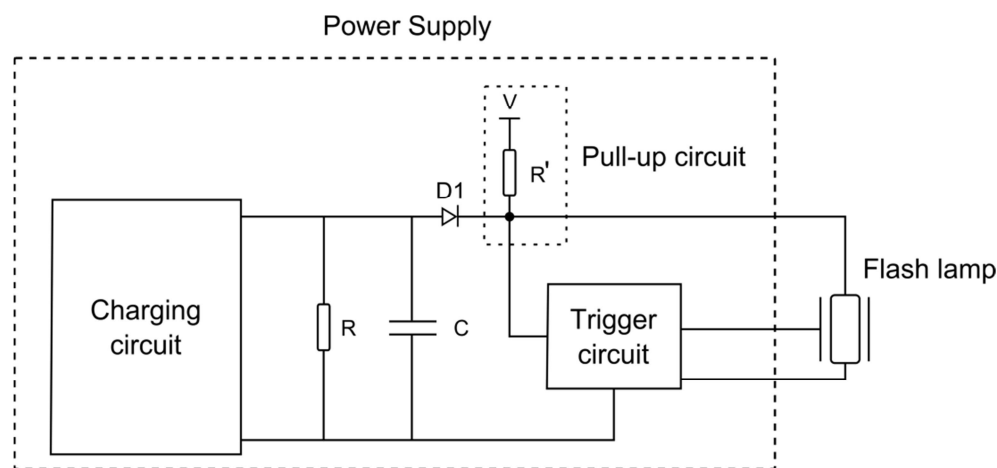 Power Supply
V
Pull-up circuit
R'
D1
Flash lamp
Charging
circuit
R
C
Trigger
circuit